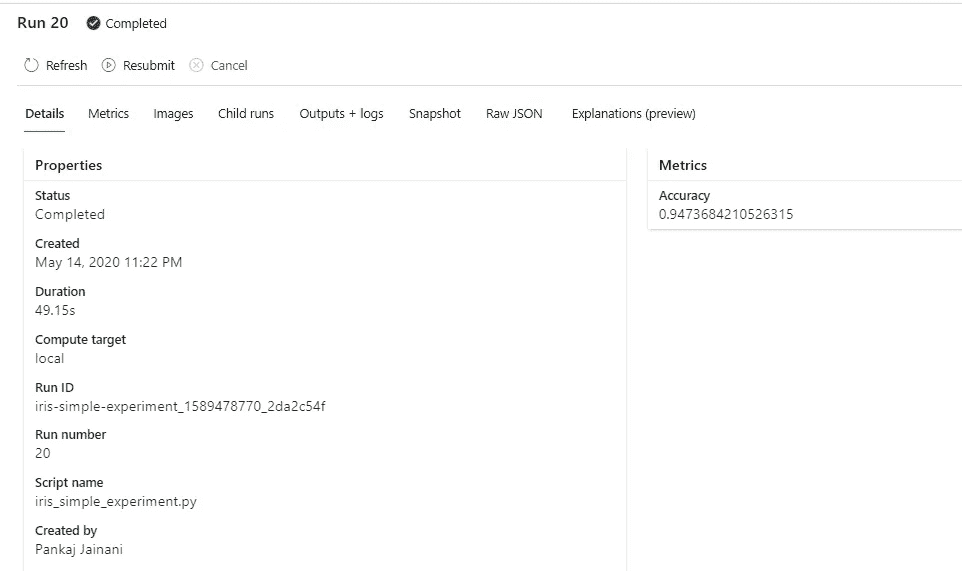 Run 20 Completed
Refresh Resubmit Cancel
Details Metrics Images Child runs Outputs + logs Snapshot Raw JSON Explanations (preview)
Properties
Status
Completed
Created
May 14, 2020 11:22 PM
Duration
49.15s
Compute target
local
Run ID
iris-simple-experiment_1589478770_2da2c54f
Run number
20
Script name
iris_simple_experiment.py
Created by
Pankaj Jainani
Metrics
Accuracy
0.9473684210526315